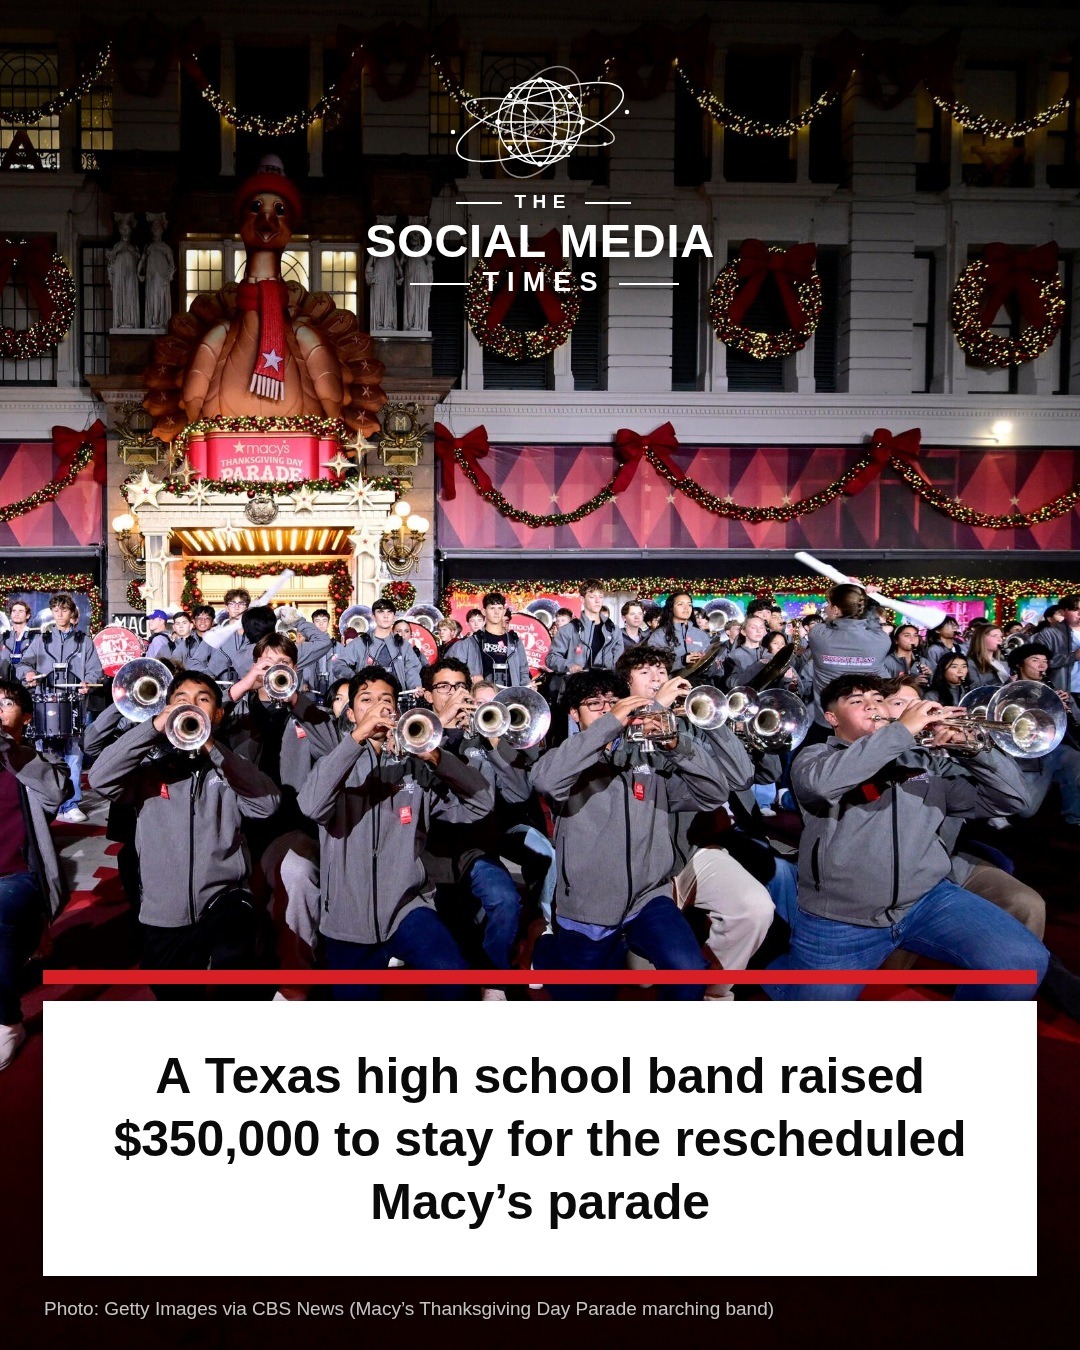 THE
SOCIAL MEDIA
TIMES
macy's
THANKSGIVING DAY
PARADE
MACY
A Texas high school band raised
$350,000 to stay for the rescheduled
Macy’s parade
Photo: Getty Images via CBS News (Macy’s Thanksgiving Day Parade marching band)